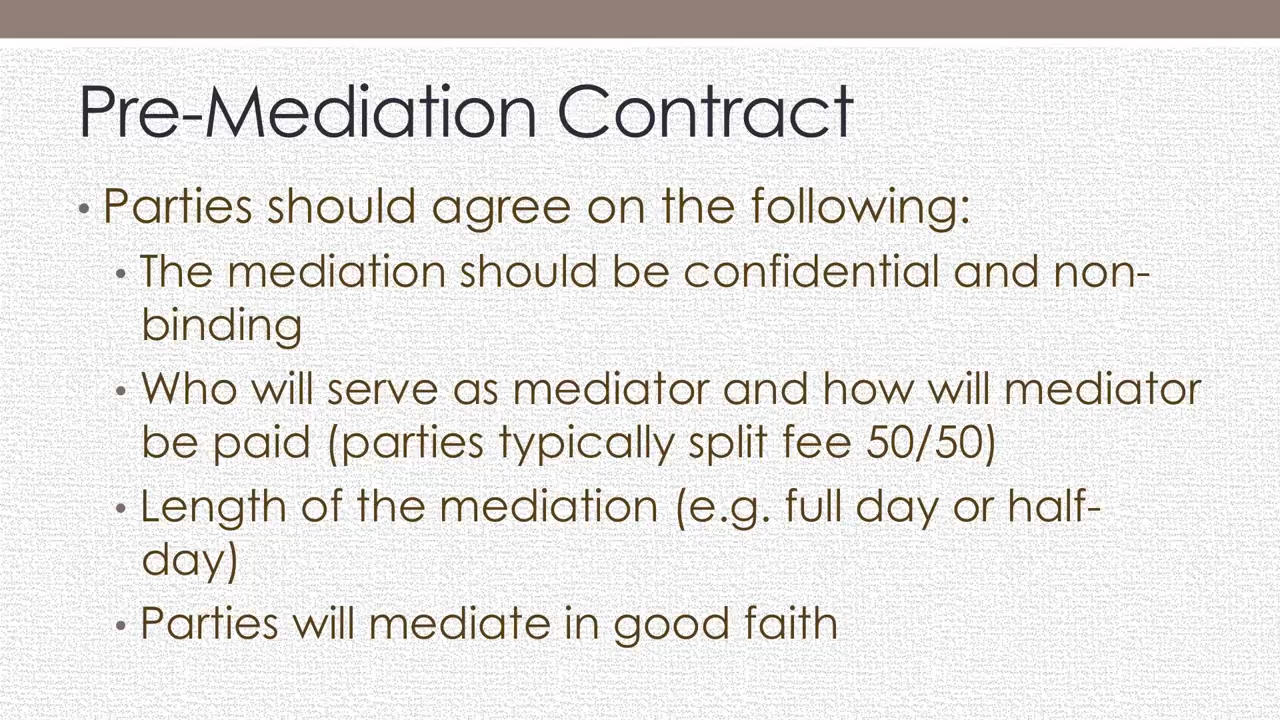 Pre-Mediation Contract
• Parties should agree on the following:
• The mediation should be confidential and non-
binding
• Who will serve as mediator and how will mediator
be paid (parties typically split fee 50/50)
• Length of the mediation (e.g. full day or half-
day)
• Parties will mediate in good faith